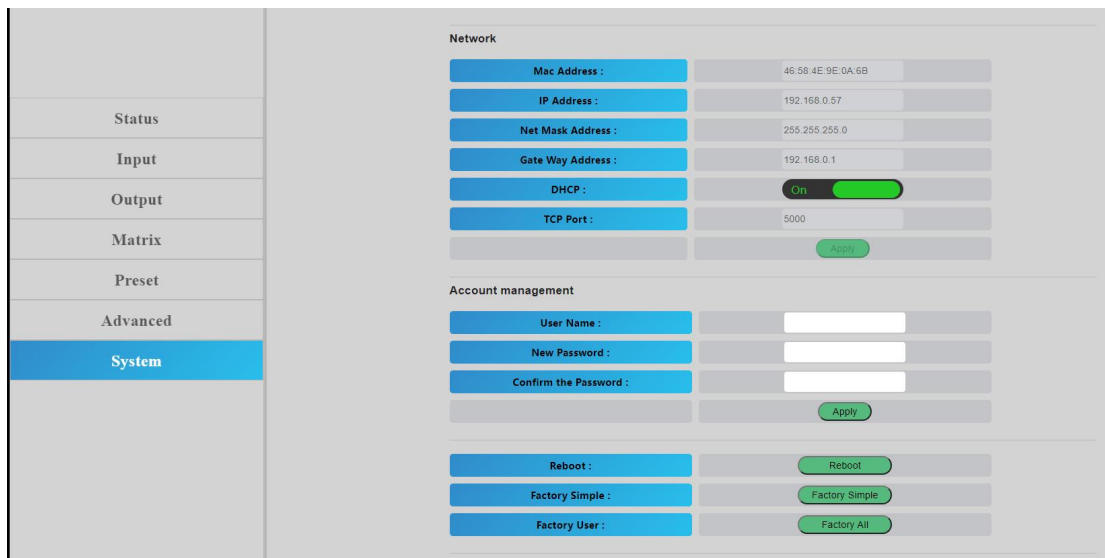 Status
Input
Output
Matrix
Preset
Advanced
System
Network
Mac Address : 46:58:4E:9E:0A:6B
IP Address : 192.168.0.57
Net Mask Address : 255.255.255.0
Gate Way Address : 192.168.0.1
DHCP : On
TCP Port : 5000
Apply
Account management
User Name :
New Password :
Confirm the Password :
Apply
Reboot : Reboot
Factory Simple : Factory Simple
Factory User : Factory All